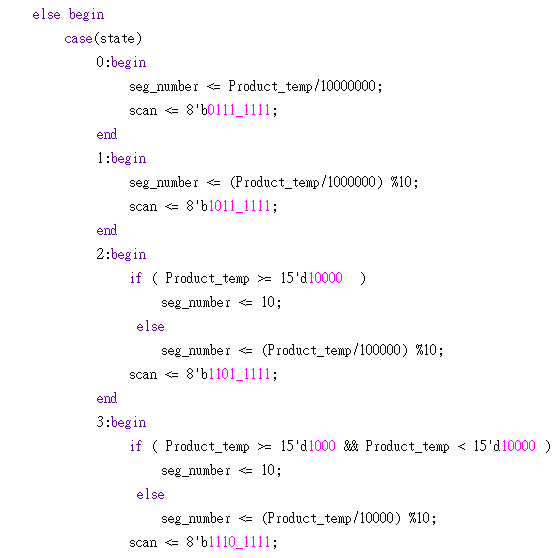 else begin
case(state)
0:begin
seg_number <= Product_temp/10000000;
scan <= 8'b0111_1111;
end
1:begin
seg_number <= (Product_temp/1000000) %10;
scan <= 8'b1011_1111;
end
2:begin
if ( Product_temp >= 15'd10000  )
seg_number <= 10;
else
seg_number <= (Product_temp/100000) %10;
scan <= 8'b1101_1111;
end
3:begin
if ( Product_temp >= 15'd1000 && Product_temp < 15'd10000 )
seg_number <= 10;
else
seg_number <= (Product_temp/10000) %10;
scan <= 8'b1110_1111;